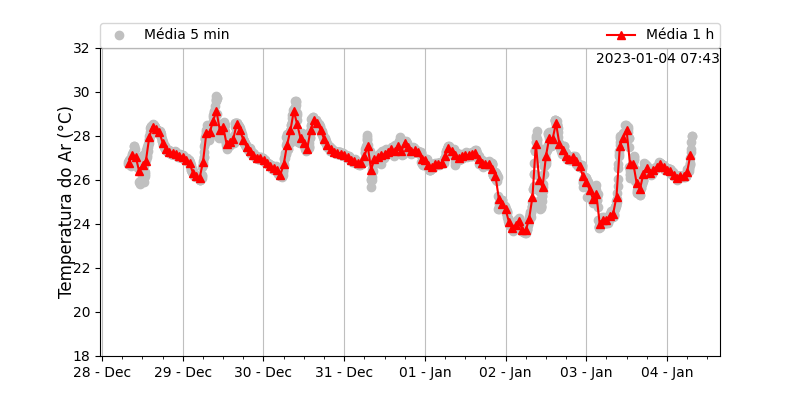 Média 5 min
Média 1 h
2023-01-04 07:43
Temperatura do Ar (°C)
32
30
28
26
24
22
20
18
28 - Dec
29 - Dec
30 - Dec
31 - Dec
01 - Jan
02 - Jan
03 - Jan
04 - Jan